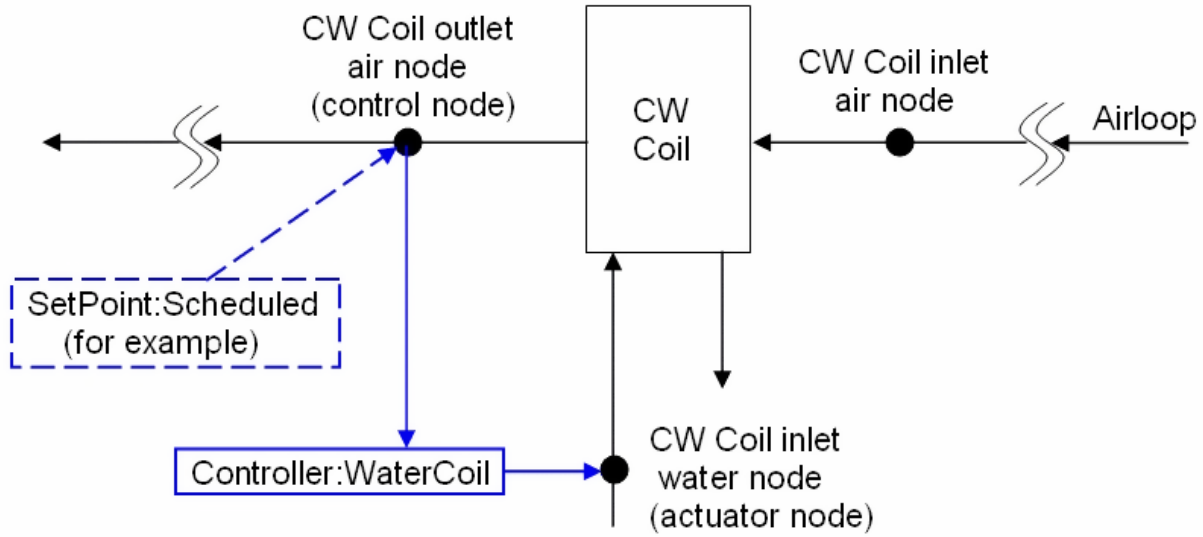 CW Coil outlet
air node
(control node)
CW
Coil
CW Coil inlet
air node
Airloop
SetPoint:Scheduled
(for example)
Controller:WaterCoil
CW Coil inlet
water node
(actuator node)